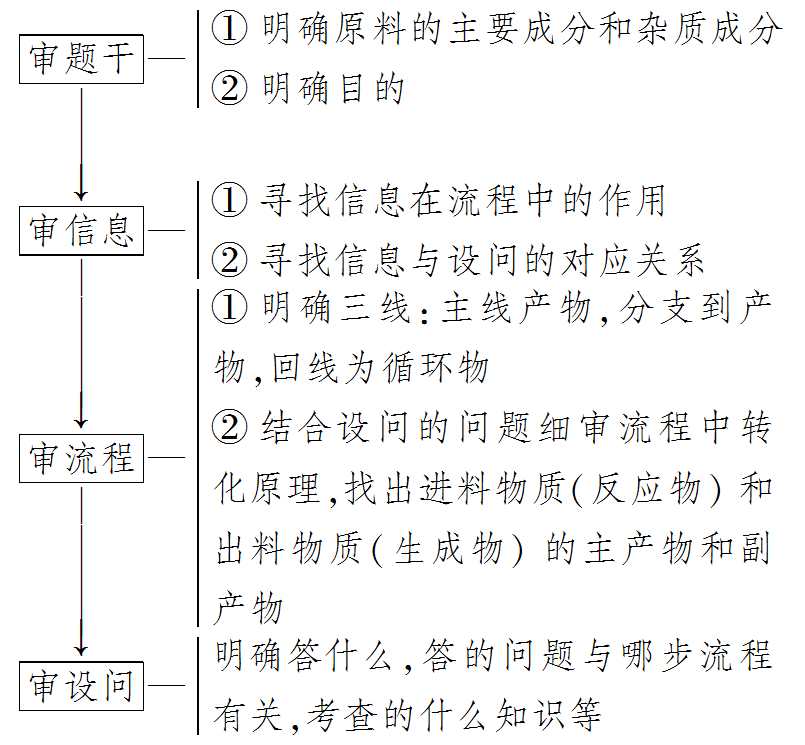 审题干
① 明确原料的主要成分和杂质成分
② 明确目的
审信息
① 寻找信息在流程中的作用
② 寻找信息与设问的对应关系
审流程
① 明确三线:主线产物,分支到产
物,回线为循环物
② 结合设问的问题细审流程中转
化原理,找出进料物质(反应物)和
出料物质(生成物)的主产物和副
产物
审设问
明确答什么,答的问题与哪步流程
有关,考查的什么知识等